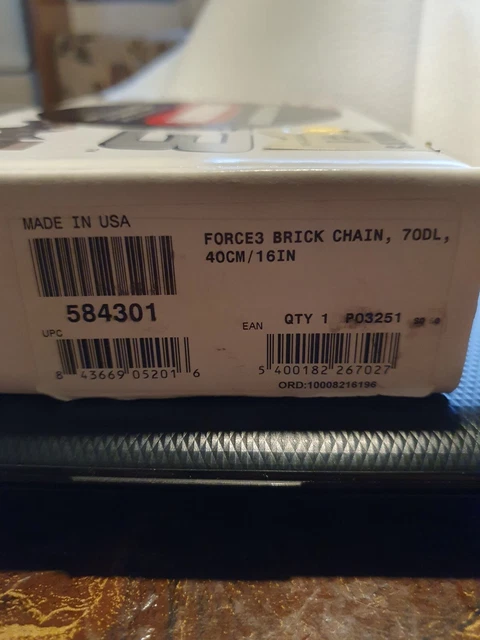 MADE IN USA
FORCE3 BRICK CHAIN, 70DL,
40CM/16IN
584301
QTY 1 P03251
UPC
EAN
8 43669 05201 6
5 400182 267027
ORD:10008216196